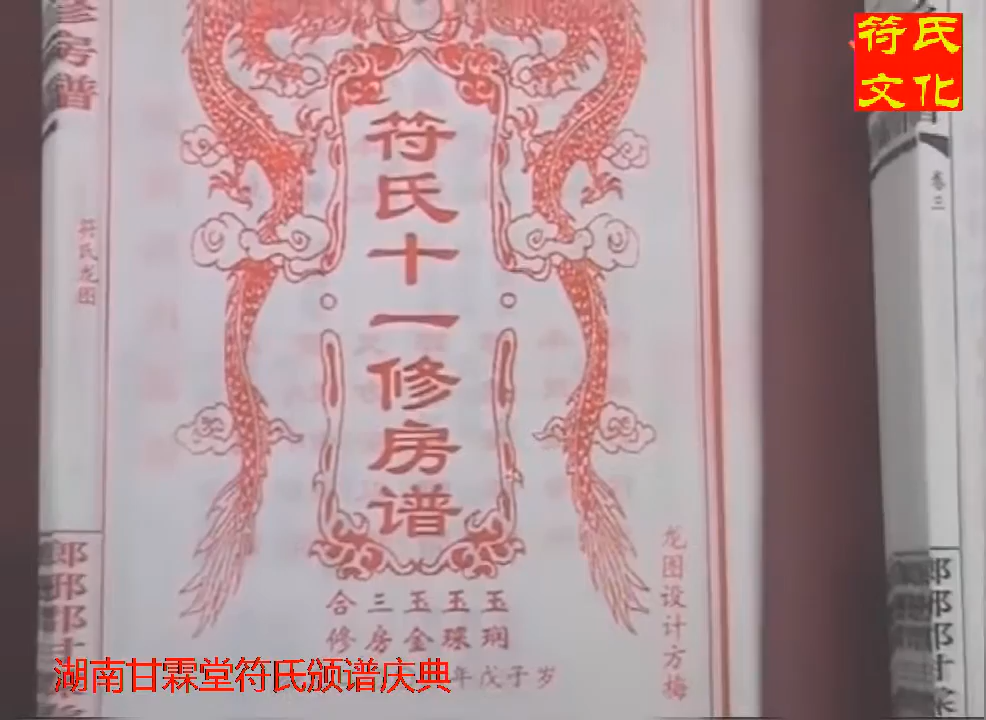 符氏
文化
修房谱
符氏龙图
符氏十一修房谱
卷三
合三玉玉玉
修房金琛珣
年戊子岁
龙图设计方梅
湖南甘霖堂符氏颁谱庆典